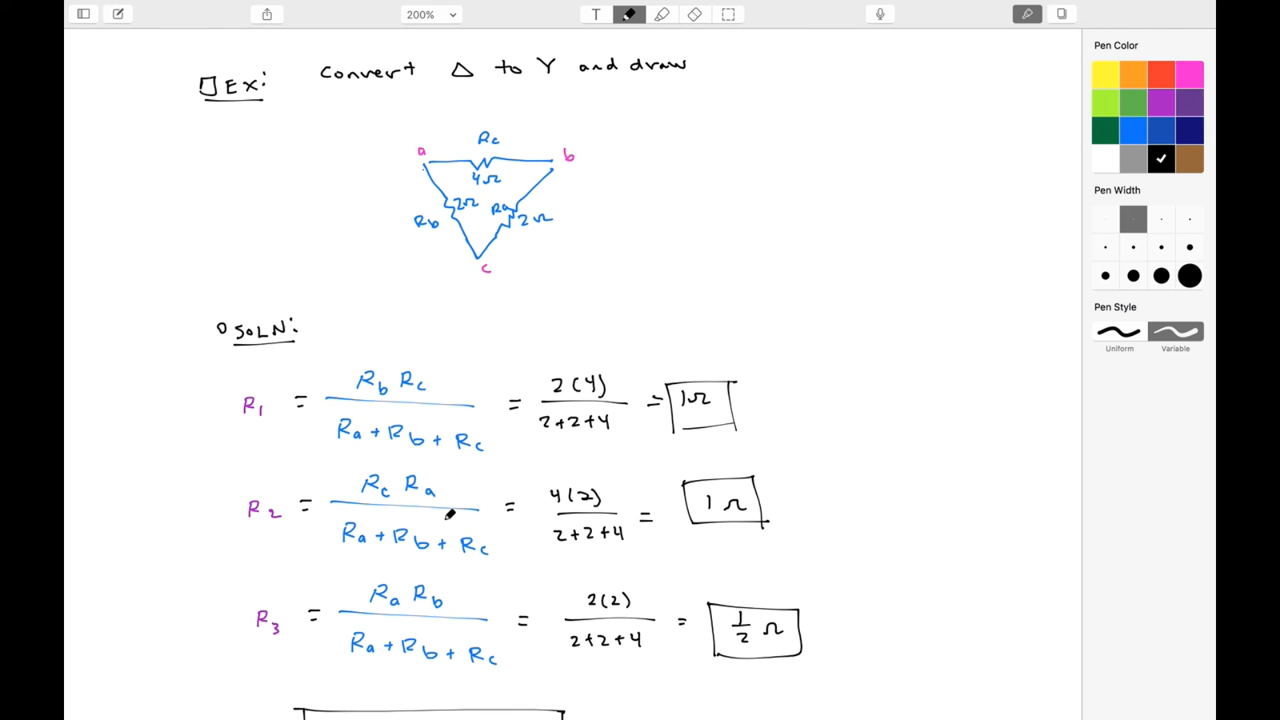 200%
T
Pen Color
Pen Width
Pen Style
Uniform
Variable
EX: Convert Δ to Y and draw
Rc
a
b
4Ω
2Ω
Ra
Rb
2Ω
c
SOLN:
R1 = Rb Rc / Ra + Rb + Rc = 2(4) / 2+2+4 = 1Ω
R2 = Rc Ra / Ra + Rb + Rc = 4(2) / 2+2+4 = 1Ω
R3 = Ra Rb / Ra + Rb + Rc = 2(2) / 2+2+4 = 1/2 Ω